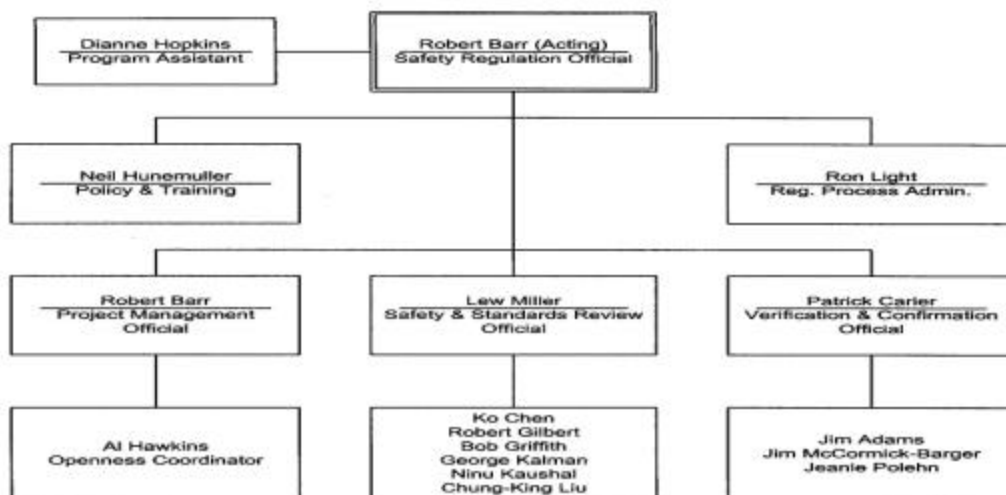 Dianne Hopkins
Program Assistant
Robert Barr (Acting)
Safety Regulation Official
Neil Hunemuller
Policy & Training
Ron Light
Reg. Process Admin.
Robert Barr
Project Management
Official
Lew Miller
Safety & Standards Review
Official
Patrick Carier
Verification & Confirmation
Official
Al Hawkins
Openness Coordinator
Ko Chen
Robert Gilbert
Bob Griffith
George Kalman
Ninu Kaushal
Chung-King Liu
Jim Adams
Jim McCormick-Barger
Jeanie Polehn